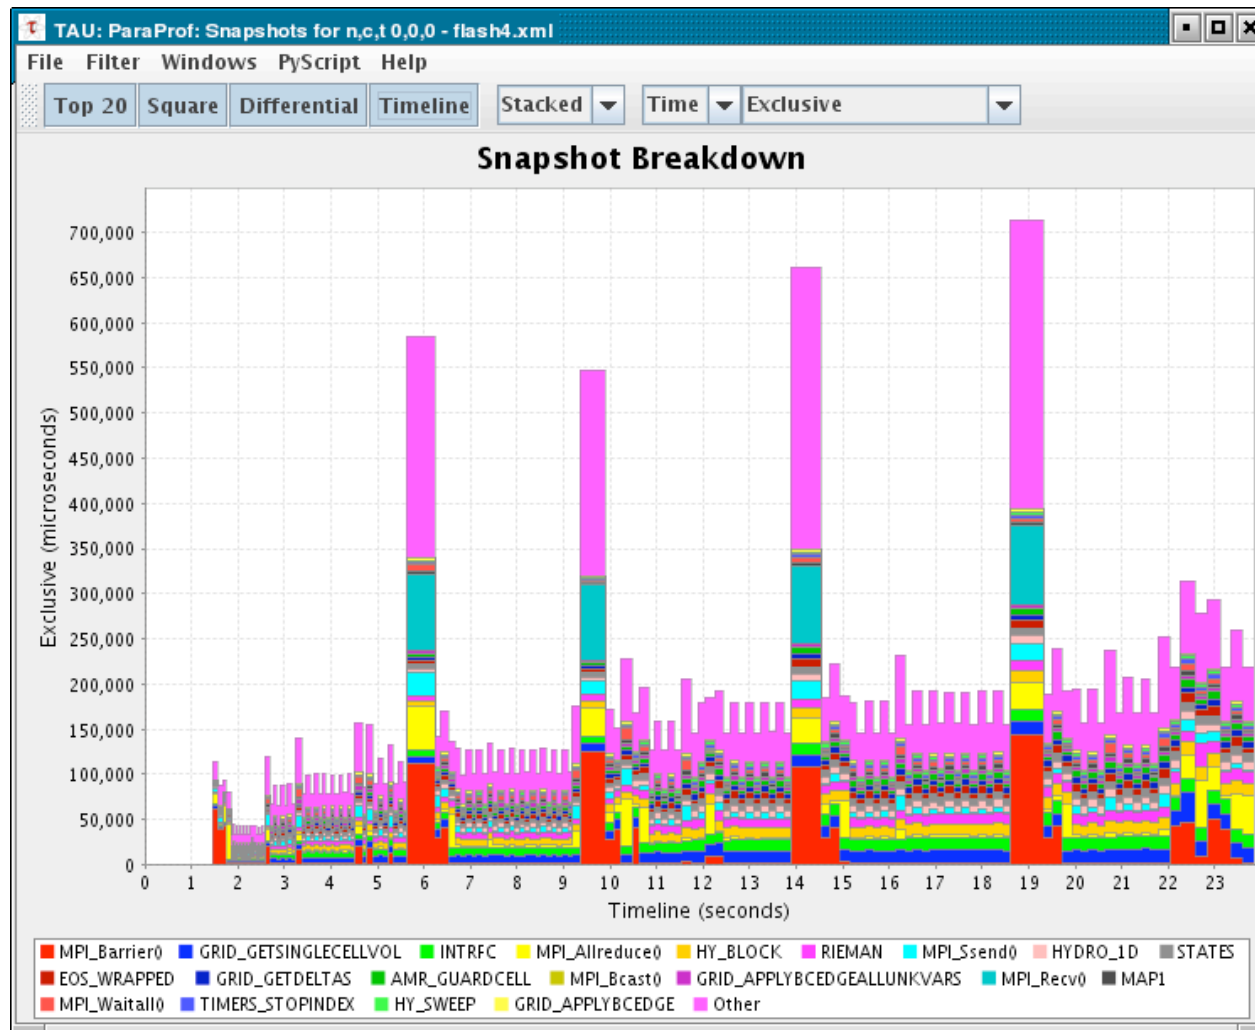 TAU: ParaProf: Snapshots for n,c,t 0,0,0 - flash4.xml
File Filter Windows PyScript Help
Top 20 Square Differential Timeline Stacked Time Exclusive
Snapshot Breakdown
700,000
650,000
600,000
550,000
500,000
450,000
400,000
350,000
300,000
250,000
200,000
150,000
100,000
50,000
0
Exclusive (microseconds)
0 1 2 3 4 5 6 7 8 9 10 11 12 13 14 15 16 17 18 19 20 21 22 23
Timeline (seconds)
MPI_Barrier() GRID_GETSINGLECELLVOL INTRFC MPI_Allreduce() HY_BLOCK RIEMAN MPI_Ssend() HYDRO_1D STATES
EOS_WRAPPED GRID_GETDELTAS AMR_GUARDCELL MPI_Bcast() GRID_APPLYBCEDGEALLUNKVARS MPI_Recv() MAP1
MPI_Waitall() TIMERS_STOPINDEX HY_SWEEP GRID_APPLYBCEDGE Other